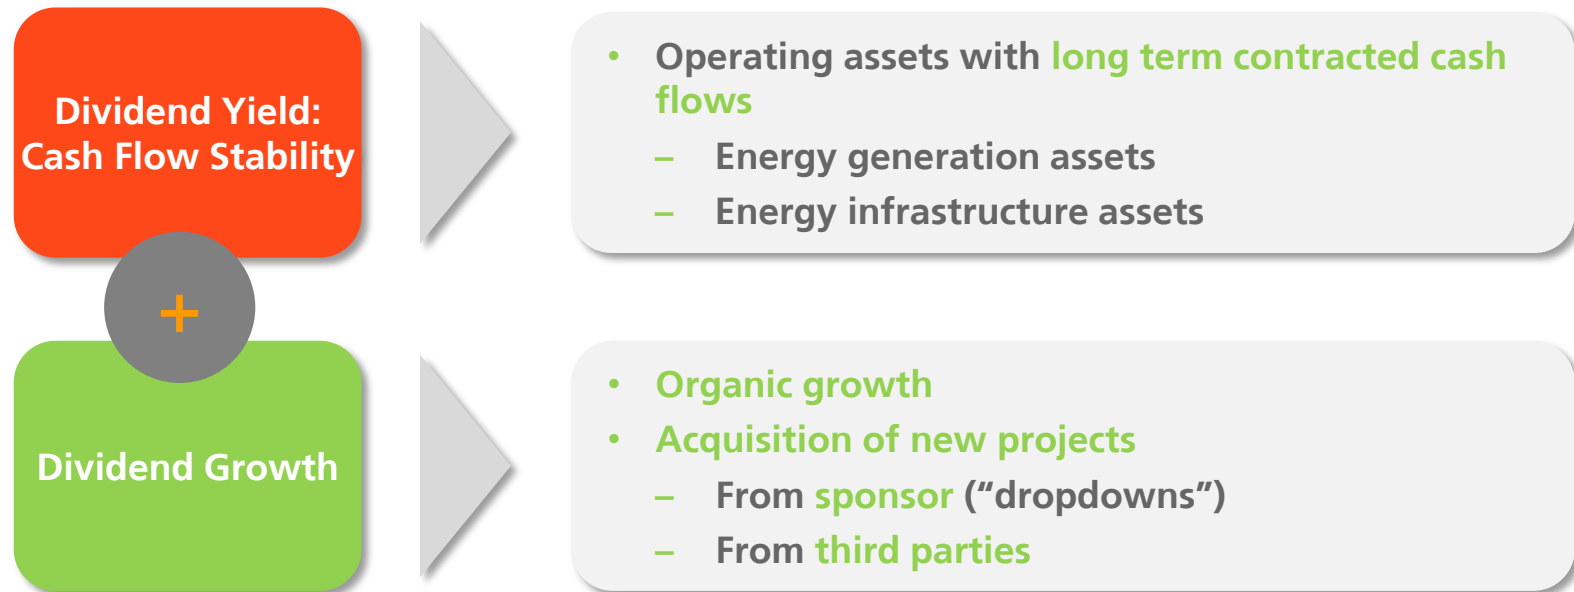 Dividend Yield:
Cash Flow Stability
• Operating assets with long term contracted cash
flows
– Energy generation assets
– Energy infrastructure assets
+
Dividend Growth
• Organic growth
• Acquisition of new projects
– From sponsor (“dropdowns”)
– From third parties